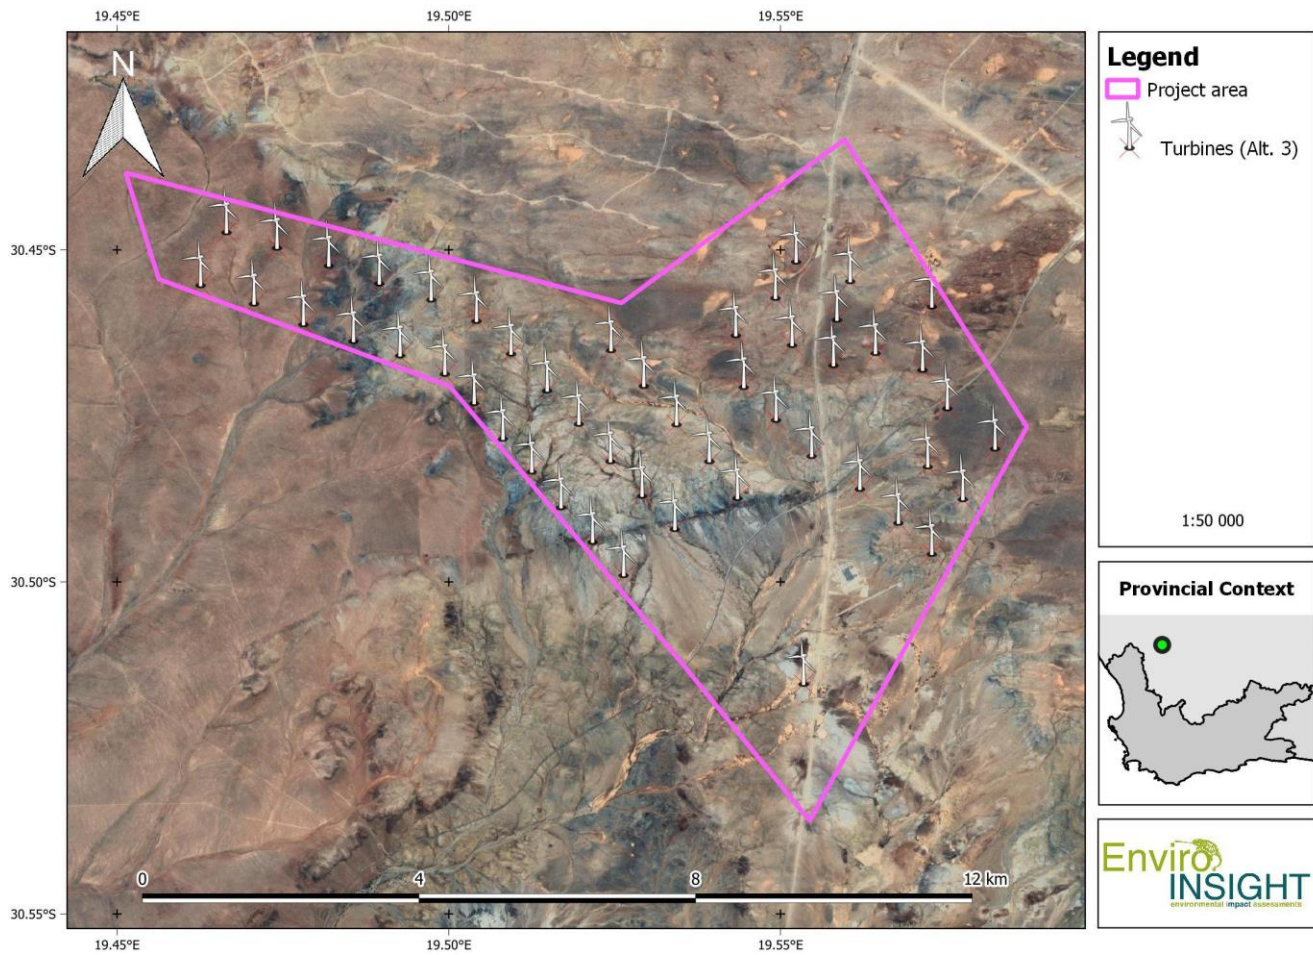 19.45°E 19.50°E 19.55°E
N
30.45°S
30.50°S
30.55°S
0 4 8 12 km
19.45°E 19.50°E 19.55°E
Legend
Project area
Turbines (Alt. 3)
1:50 000
Provincial Context
Enviro
INSIGHT
environmental impact assessments